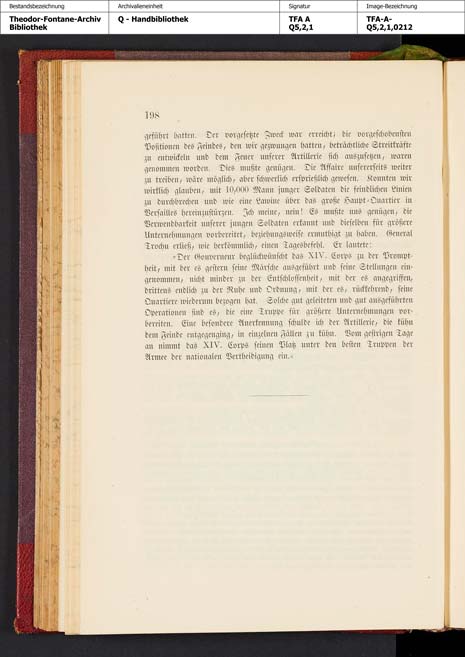 Bestandsbezeichnung
Theodor-Fontane-Archiv
Bibliothek
Archivalieneinheit
Q - Handbibliothek
Signatur
TFA A
Q5,2,1
Image-Bezeichnung
TFA-A-
Q5,2,1,0212
198
geführt hatten. Der vorgesetzte Zweck war erreicht; die vorgeschobensten
Positionen des Feindes, den wir gezwungen hatten, beträchtliche Streitkräfte
zu entwickeln und dem Feuer unserer Artillerie sich auszusetzen, waren
genommen worden. Dies mußte genügen. Die Affaire unsererseits weiter
zu treiben, wäre möglich, aber schwerlich ersprießlich gewesen. Konnten wir
wirklich glauben, mit 10,000 Mann junger Soldaten die feindlichen Linien
zu durchbrechen und wie eine Lawine über das große Haupt-Quartier in
Versailles hereinzustürzen. Ich meine, nein! Es mußte uns genügen, die
Verwendbarkeit unserer jungen Soldaten erkannt und dieselben für größere
Unternehmungen vorbereitet, beziehungsweise ermuthigt zu haben. General
Trochu erließ, wie herkömmlich, einen Tagesbefehl. Er lautete:
»Der Gouverneur beglückwünscht das XIV. Corps zu der Prompt-
heit, mit der es gestern seine Märsche ausgeführt und seine Stellungen ein-
genommen, nicht minder zu der Entschlossenheit, mit der es angegriffen,
drittens endlich zu der Ruhe und Ordnung, mit der es, rückkehrend, seine
Quartiere wiederum bezogen hat. Solche gut geleiteten und gut ausgeführten
Operationen sind es, die eine Truppe für größere Unternehmungen vor-
bereiten. Eine besondere Anerkennung schulde ich der Artillerie, die kühn
dem Feinde entgegenging, in einzelnen Fällen zu kühn. Vom gestrigen Tage
an nimmt das XIV. Corps seinen Platz unter den besten Truppen der
Armee der nationalen Vertheidigung ein.«